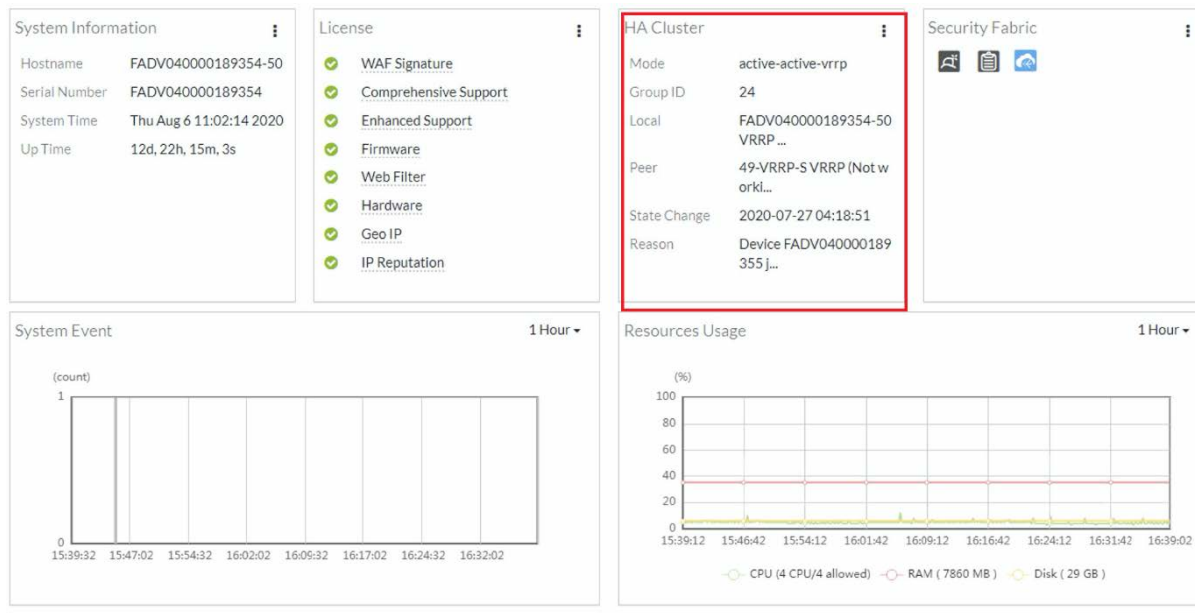 System Information
Hostname FADV040000189354-50
Serial Number FADV040000189354
System Time Thu Aug 6 11:02:14 2020
Up Time 12d, 22h, 15m, 3s
License
WAF Signature
Comprehensive Support
Enhanced Support
Firmware
Web Filter
Hardware
Geo IP
IP Reputation
HA Cluster
Mode active-active-vrrp
Group ID 24
Local FADV040000189354-50
VRRP ...
Peer 49-VRRP-S VRRP (Not w
orki...
State Change 2020-07-27 04:18:51
Reason Device FADV040000189
355 j...
Security Fabric
System Event 1 Hour
(count)
1
0
15:39:32 15:47:02 15:54:32 16:02:02 16:09:32 16:17:02 16:24:32 16:32:02
Resources Usage 1 Hour
(%)
100
80
60
40
20
0
15:39:12 15:46:42 15:54:12 16:01:42 16:09:12 16:16:42 16:24:12 16:31:42 16:39:02
CPU (4 CPU/4 allowed) RAM ( 7860 MB ) Disk ( 29 GB )